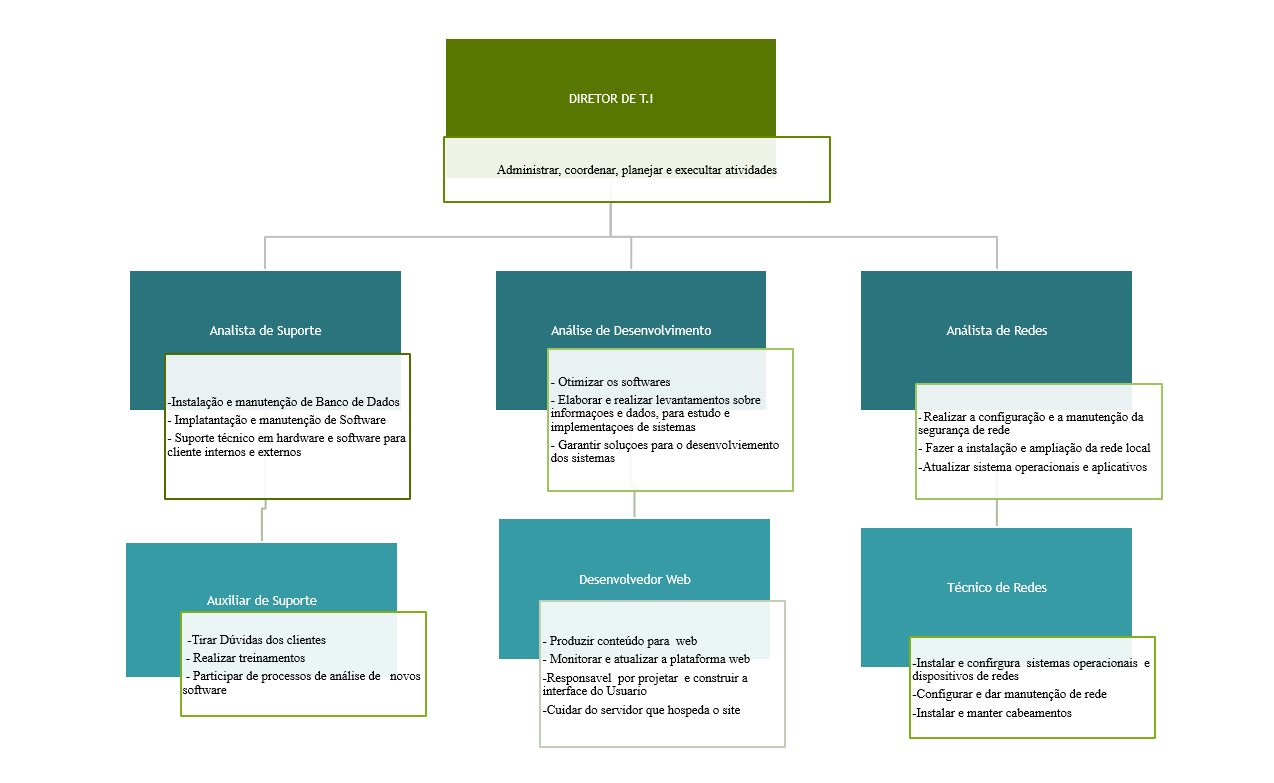 DIRETOR DE T.I
Administrar, coordenar, planejar e execultar atividades
Analista de Suporte
-Instalação e manutenção de Banco de Dados
- Implatantação e manutenção de Software
- Suporte técnico em hardware e software para
cliente internos e externos
Análise de Desenvolvimento
- Otimizar os softwares
- Elaborar e realizar levantamentos sobre
informaçoes e dados, para estudo e
implementaçoes de sistemas
- Garantir soluçoes para o desenvolviemento
dos sistemas
Análista de Redes
- Realizar a configuração e a manutenção da
segurança de rede
- Fazer a instalação e ampliação da rede local
-Atualizar sistema operacionais e aplicativos
Auxiliar de Suporte
-Tirar Dúvidas dos clientes
- Realizar treinamentos
- Participar de processos de análise de novos
software
Desenvolvedor Web
- Produzir conteúdo para web
- Monitorar e atualizar a plataforma web
-Responsavel por projetar e construir a
interface do Usuario
-Cuidar do servidor que hospeda o site
Técnico de Redes
-Instalar e confirgura sistemas operacionais e
dispositivos de redes
-Configurar e dar manutenção de rede
-Instalar e manter cabeamentos